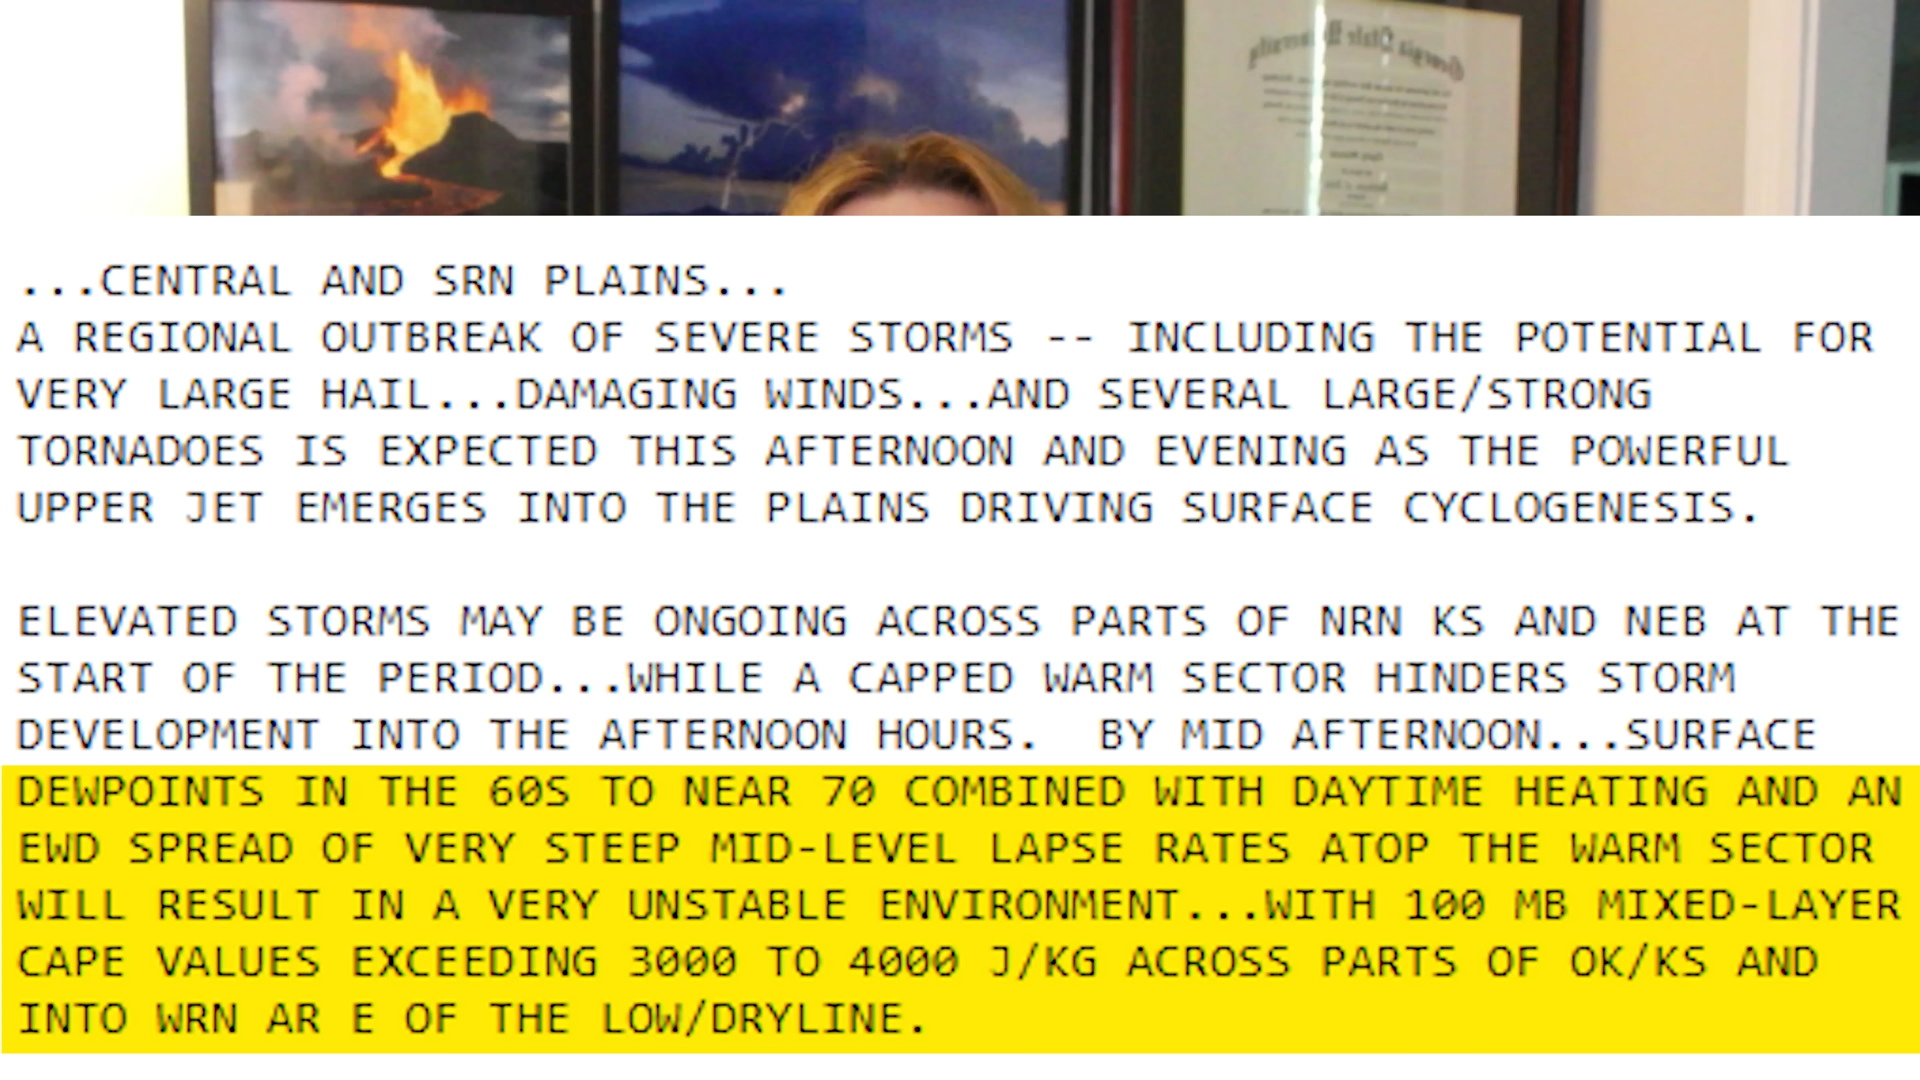 Georgia State University
...CENTRAL AND SRN PLAINS...
A REGIONAL OUTBREAK OF SEVERE STORMS -- INCLUDING THE POTENTIAL FOR
VERY LARGE HAIL...DAMAGING WINDS...AND SEVERAL LARGE/STRONG
TORNADOES IS EXPECTED THIS AFTERNOON AND EVENING AS THE POWERFUL
UPPER JET EMERGES INTO THE PLAINS DRIVING SURFACE CYCLOGENESIS.
ELEVATED STORMS MAY BE ONGOING ACROSS PARTS OF NRN KS AND NEB AT THE
START OF THE PERIOD...WHILE A CAPPED WARM SECTOR HINDERS STORM
DEVELOPMENT INTO THE AFTERNOON HOURS.  BY MID AFTERNOON...SURFACE
DEWPOINTS IN THE 60S TO NEAR 70 COMBINED WITH DAYTIME HEATING AND AN
EWD SPREAD OF VERY STEEP MID-LEVEL LAPSE RATES ATOP THE WARM SECTOR
WILL RESULT IN A VERY UNSTABLE ENVIRONMENT...WITH 100 MB MIXED-LAYER
CAPE VALUES EXCEEDING 3000 TO 4000 J/KG ACROSS PARTS OF OK/KS AND
INTO WRN AR E OF THE LOW/DRYLINE.